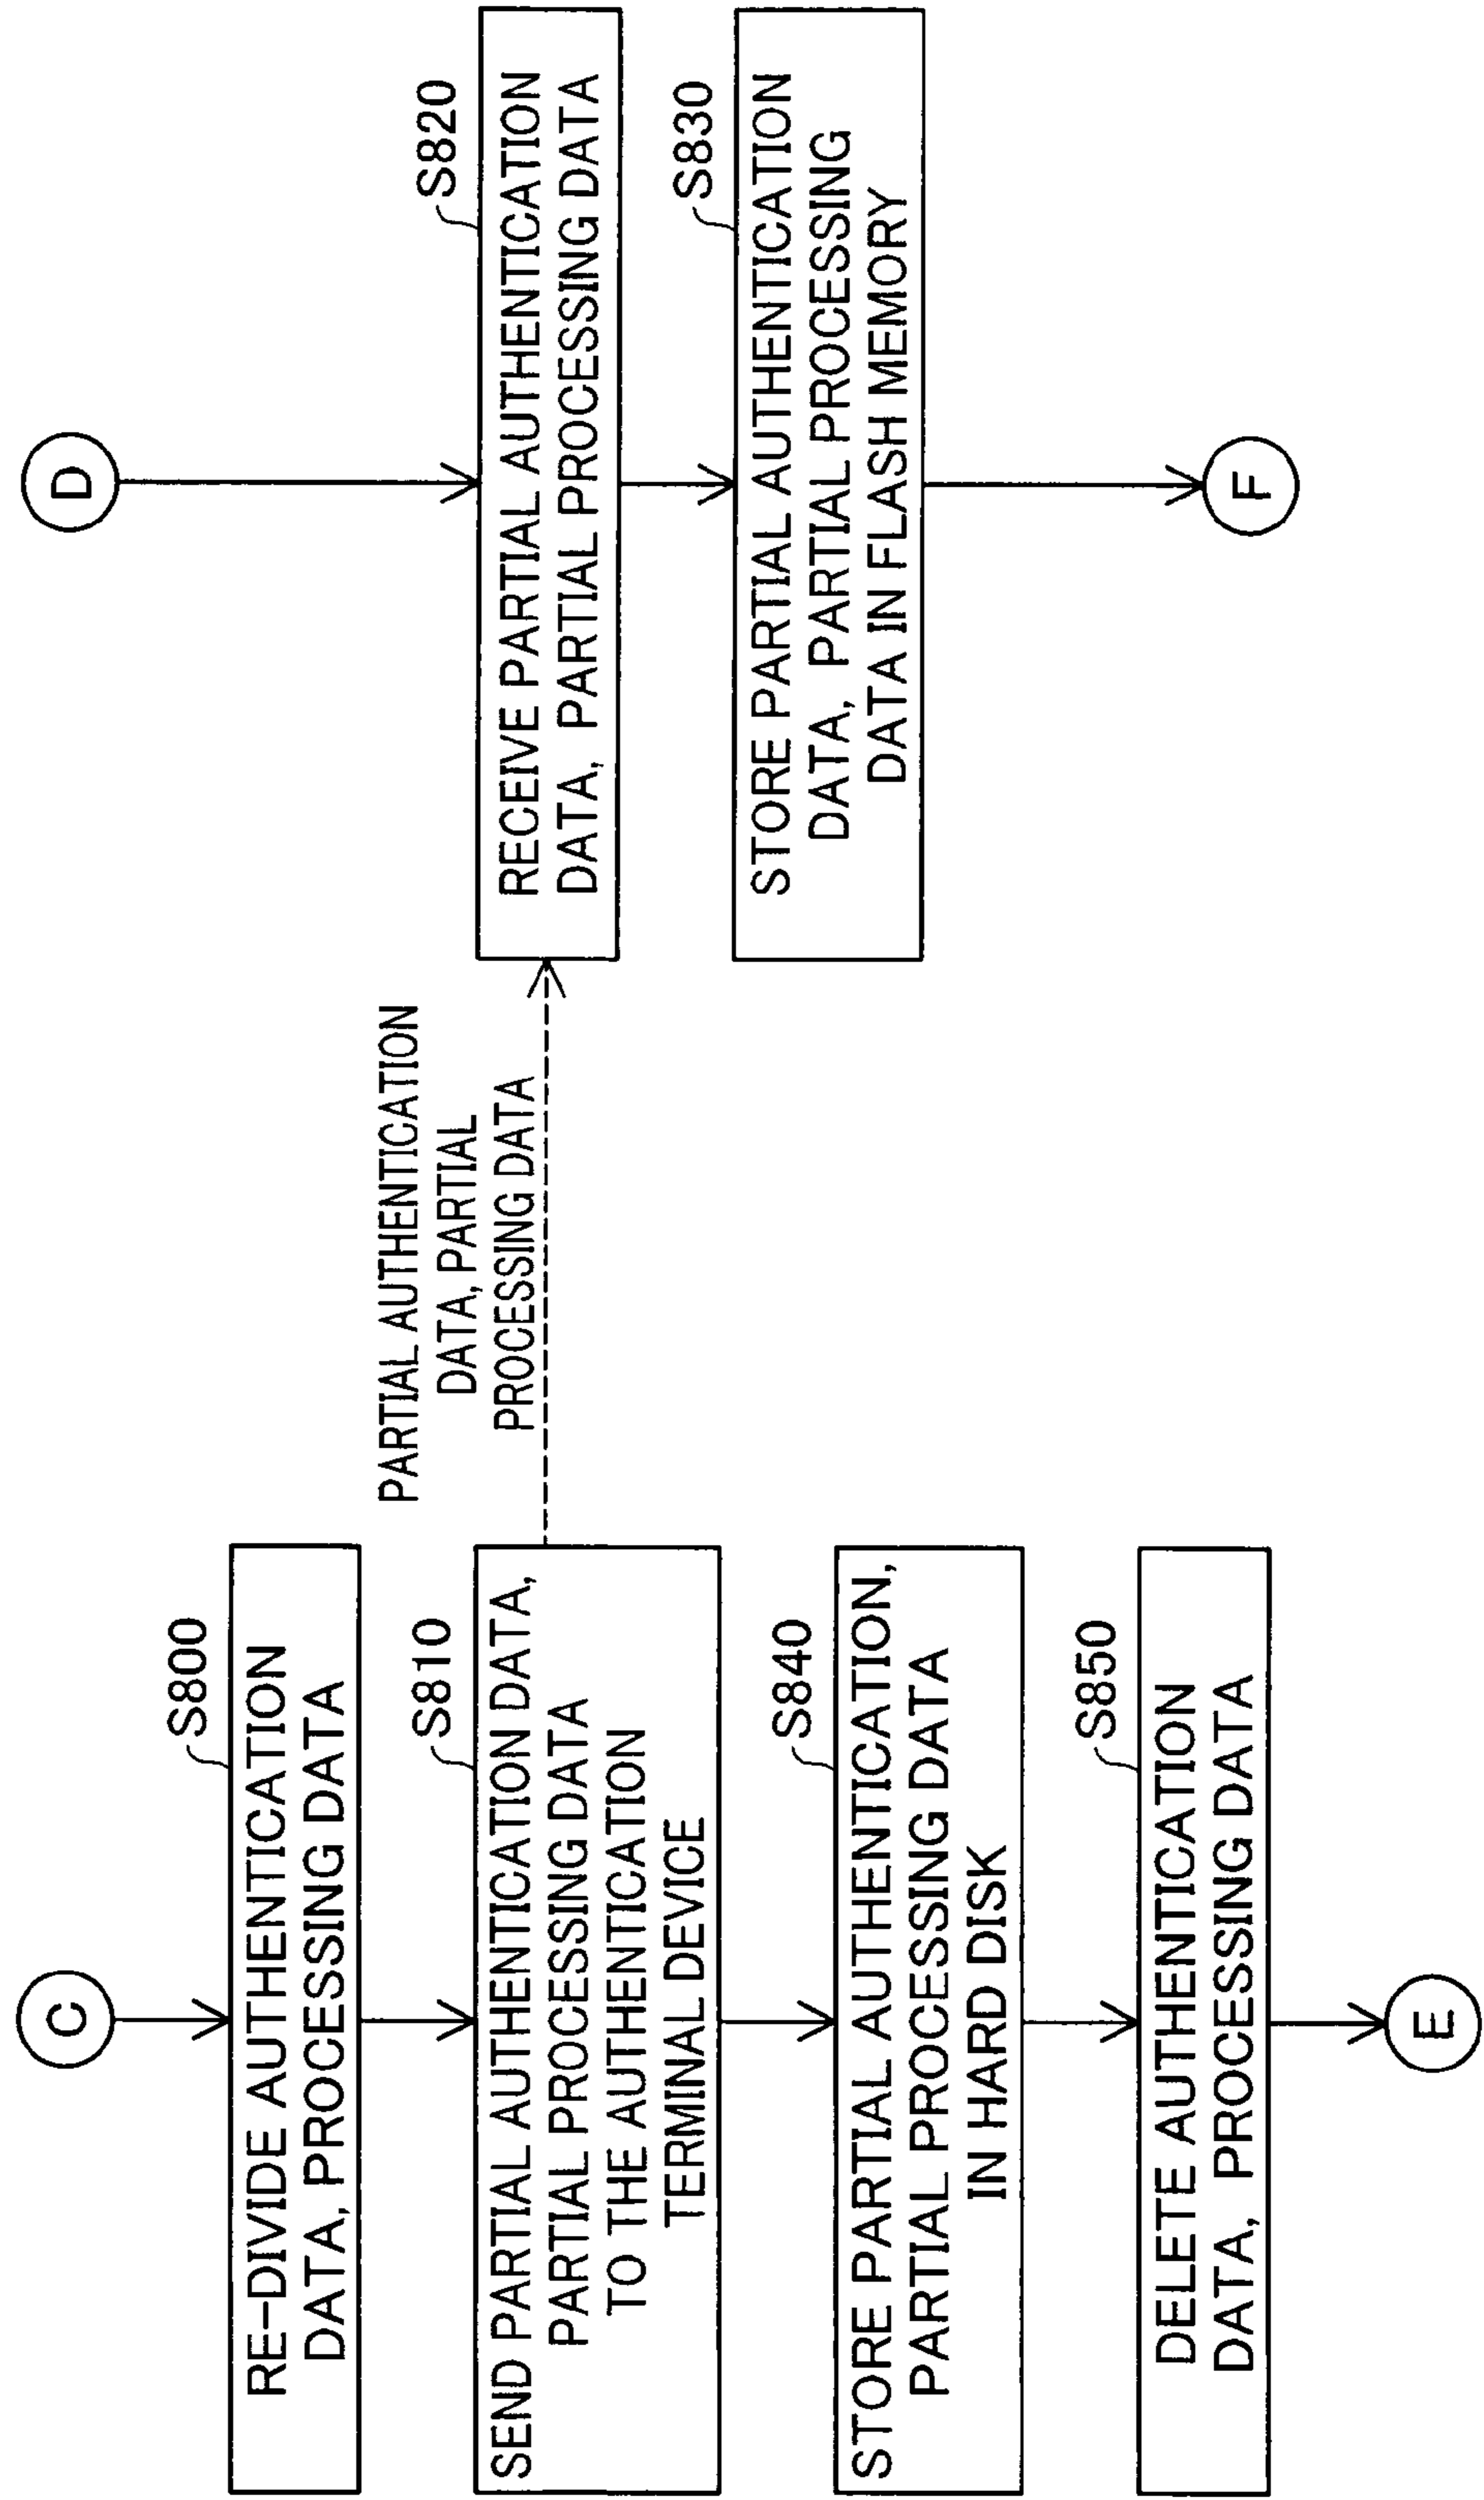 C
S800
RE-DIVIDE AUTHENTICATION
DATA, PROCESSING DATA
S810
SEND PARTIAL AUTHENTICATION DATA,
PARTIAL PROCESSING DATA
TO THE AUTHENTICATION
TERMINAL DEVICE
S840
STORE PARTIAL AUTHENTICATION,
PARTIAL PROCESSING DATA
IN HARD DISK
S850
DELETE AUTHENTICATION
DATA, PROCESSING DATA
E
PARTIAL AUTHENTICATION
DATA, PARTIAL
PROCESSING DATA
D
S820
RECEIVE PARTIAL AUTHENTICATION
DATA, PARTIAL PROCESSING DATA
S830
STORE PARTIAL AUTHENTICATION
DATA, PARTIAL PROCESSING
DATA IN FLASH MEMORY
F